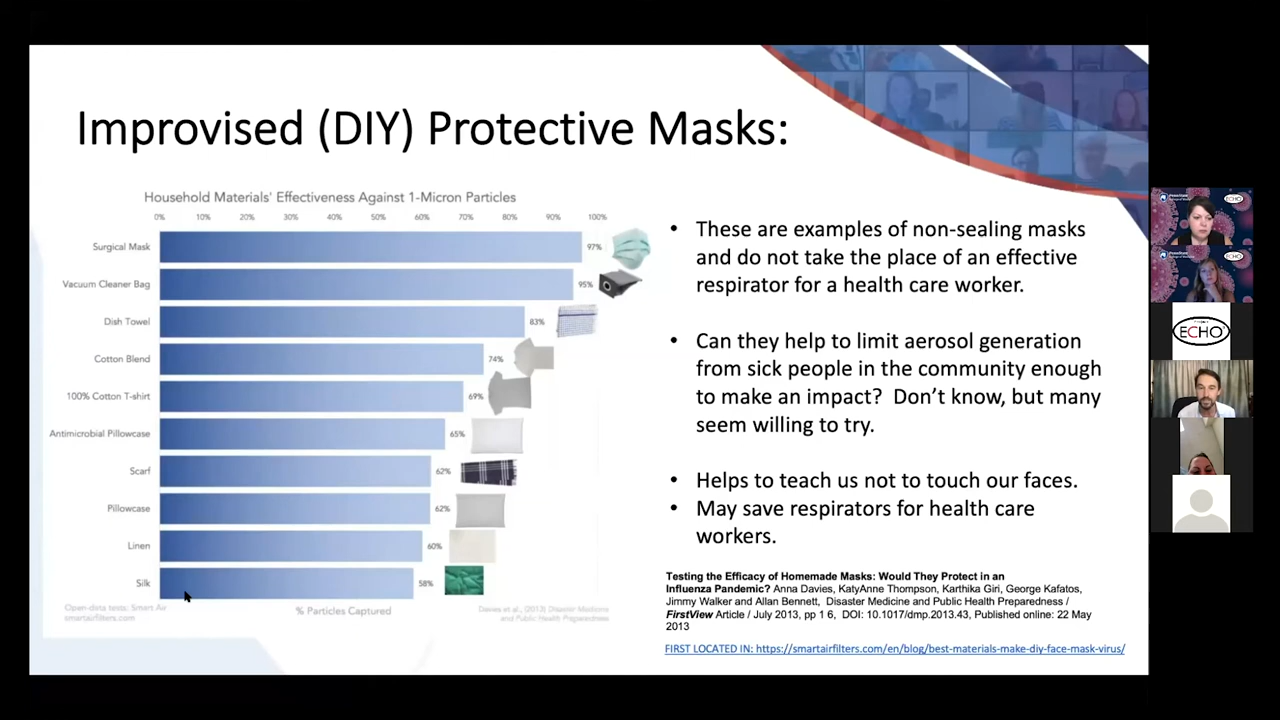 Improvised (DIY) Protective Masks:
Household Materials' Effectiveness Against 1-Micron Particles
0% 10% 20% 30% 40% 50% 60% 70% 80% 90% 100%
Surgical Mask 97%
Vacuum Cleaner Bag 95%
Dish Towel 83%
Cotton Blend 74%
100% Cotton T-shirt 69%
Antimicrobial Pillowcase 65%
Scarf 62%
Pillowcase 62%
Linen 60%
Silk 58%
Open-data tests: Smart Air
smartairfilters.com
% Particles Captured
Davies et al., (2013) Disaster Medicine
and Public Health Preparedness
• These are examples of non-sealing masks
and do not take the place of an effective
respirator for a health care worker.
• Can they help to limit aerosol generation
from sick people in the community enough
to make an impact? Don't know, but many
seem willing to try.
• Helps to teach us not to touch our faces.
• May save respirators for health care
workers.
Testing the Efficacy of Homemade Masks: Would They Protect in an
Influenza Pandemic? Anna Davies, KatyAnne Thompson, Karthika Giri, George Kafatos,
Jimmy Walker and Allan Bennett, Disaster Medicine and Public Health Preparedness /
FirstView Article / July 2013, pp 1 6, DOI: 10.1017/dmp.2013.43, Published online: 22 May
2013
FIRST LOCATED IN: https://smartairfilters.com/en/blog/best-materials-make-diy-face-mask-virus/
ECHO
ECHO
ECHO